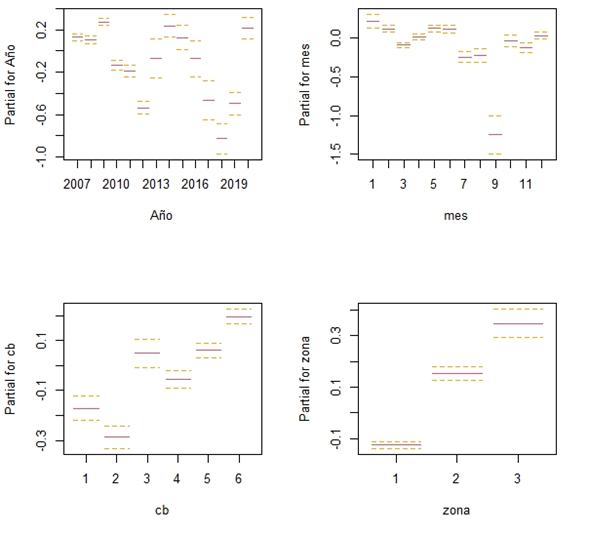 Partial for Año
0.2
-0.2
-0.6
-1.0
2007 2010 2013 2016 2019
Año
Partial for mes
0.0
-0.5
-1.0
-1.5
1 3 5 7 9 11
mes
Partial for cb
0.1
-0.1
-0.3
1 2 3 4 5 6
cb
Partial for zona
0.3
0.1
-0.1
1 2 3
zona